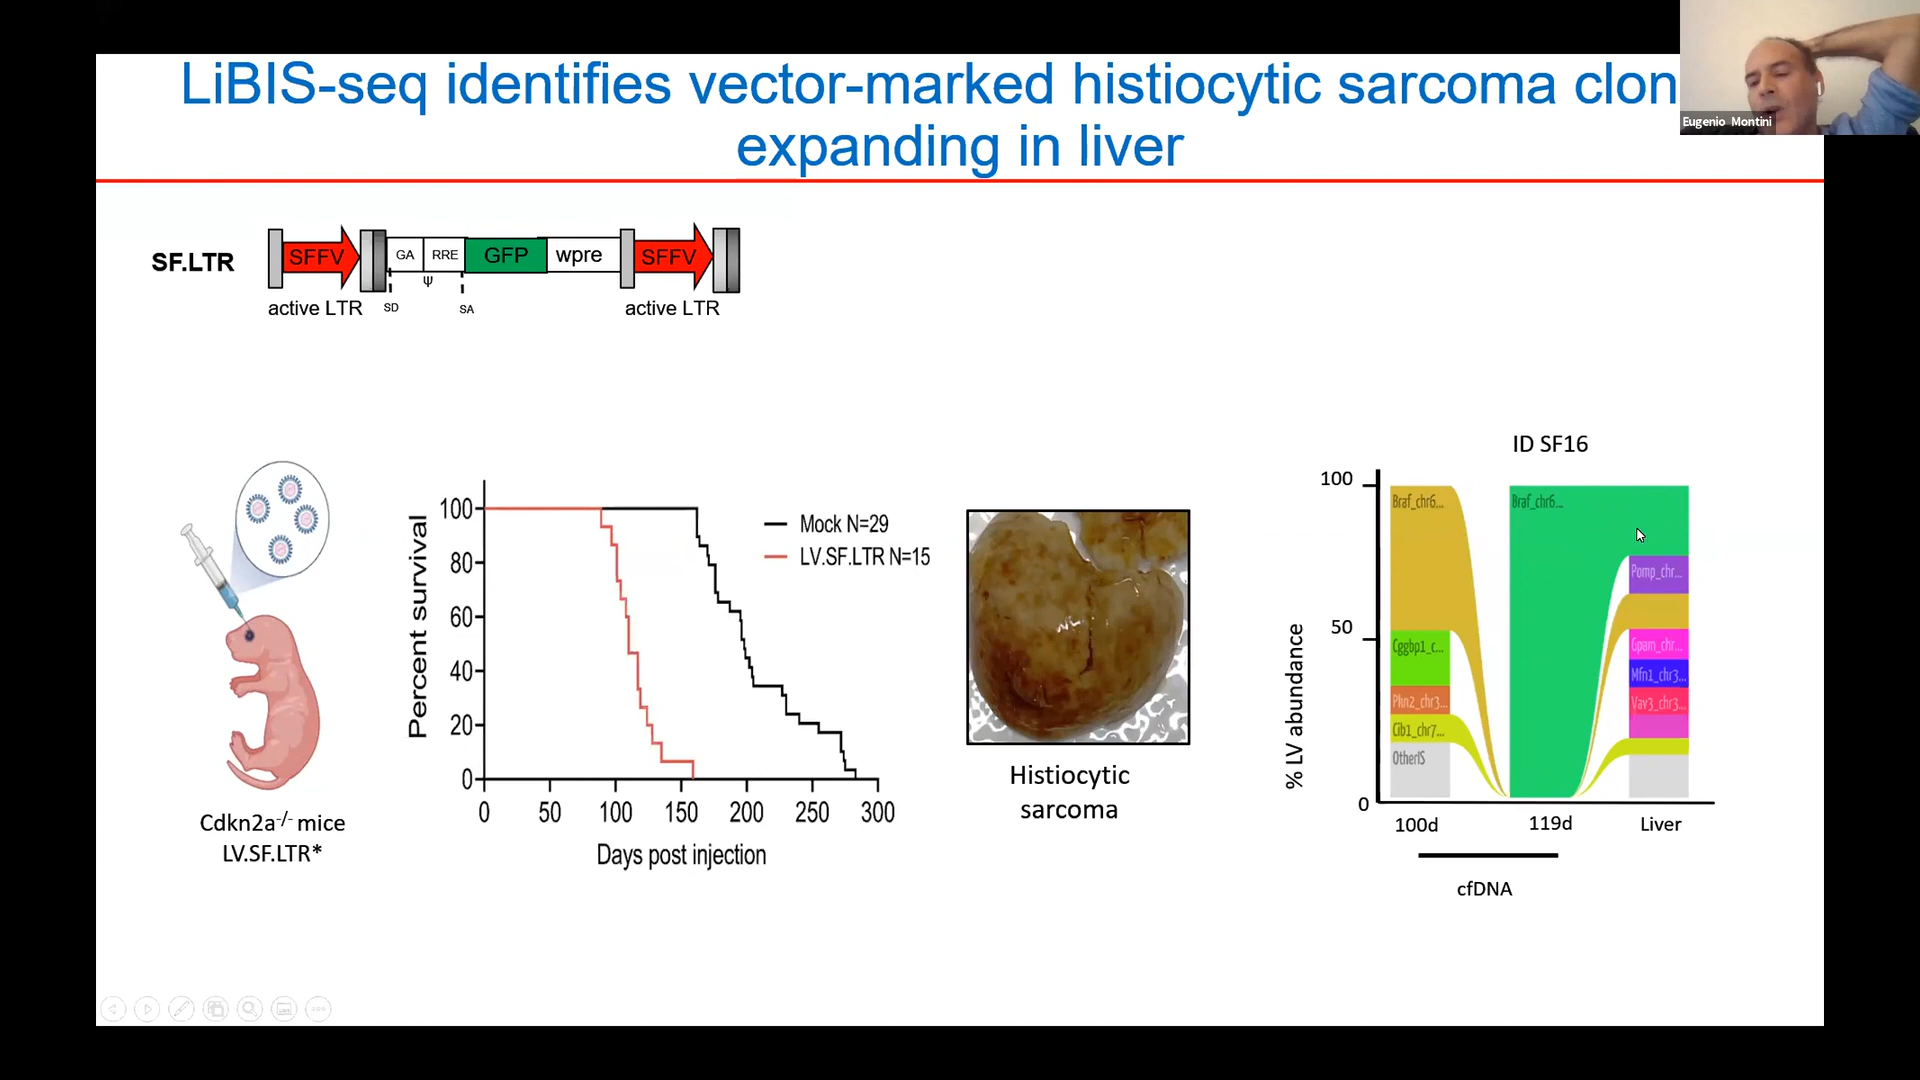 LiBIS-seq identifies vector-marked histiocytic sarcoma clon
expanding in liver
Eugenio Montini
SF.LTR
SFFV
GA
RRE
GFP
wpre
SFFV
Ψ
active LTR
SD
SA
active LTR
Cdkn2a-/- mice
LV.SF.LTR*
Percent survival
100
80
60
40
20
0
0 50 100 150 200 250 300
Days post injection
Mock N=29
LV.SF.LTR N=15
Histiocytic
sarcoma
ID SF16
% LV abundance
100
50
0
Braf_chr6...
Cggbp1_c...
Pkn2_chr3...
Cib1_chr7...
OtherIS
Braf_chr6...
Pomp_chr...
Gpam_chr...
Mfn1_chr3...
Vav3_chr3...
100d
119d
Liver
cfDNA